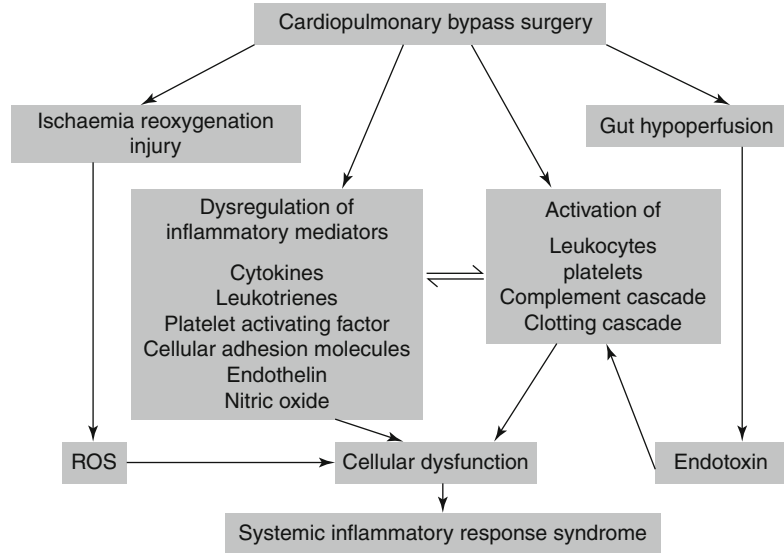 Cardiopulmonary bypass surgery
Ischaemia reoxygenation
injury
Gut hypoperfusion
Dysregulation of
inflammatory mediators
Cytokines
Leukotrienes
Platelet activating factor
Cellular adhesion molecules
Endothelin
Nitric oxide
Activation of
Leukocytes
platelets
Complement cascade
Clotting cascade
ROS
Cellular dysfunction
Endotoxin
Systemic inflammatory response syndrome